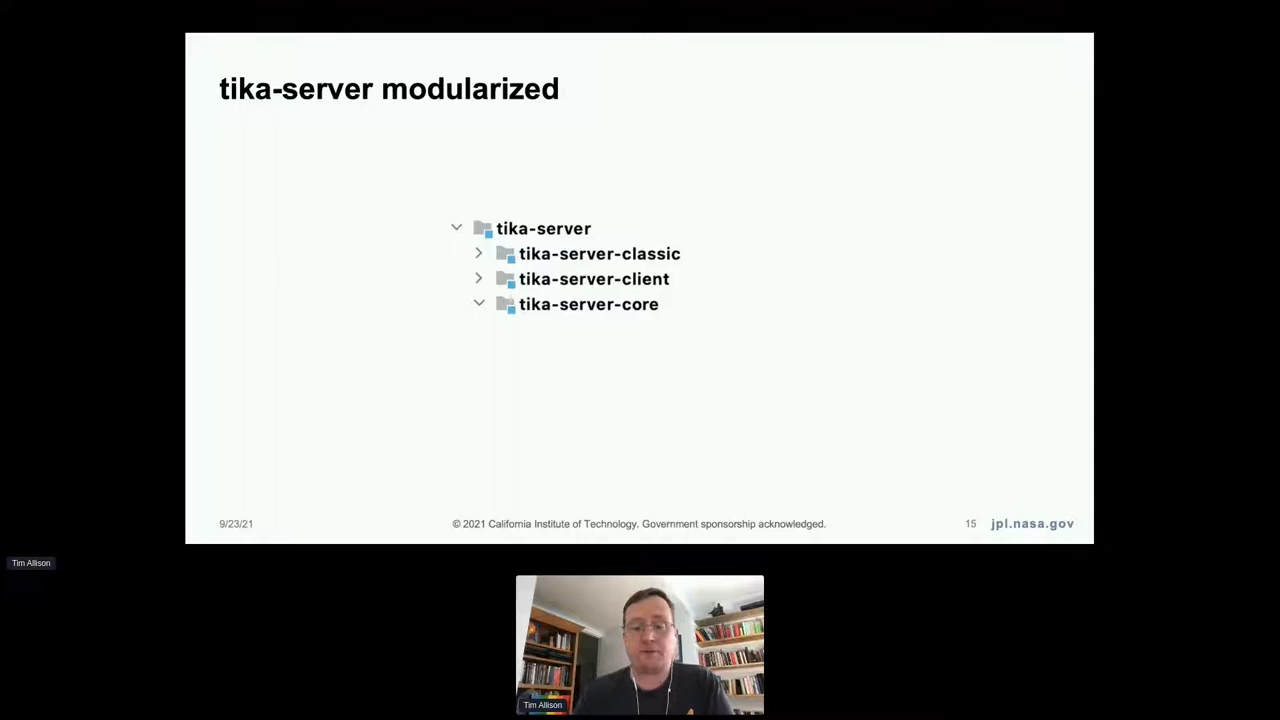 tika-server modularized
tika-server
tika-server-classic
tika-server-client
tika-server-core
9/23/21
© 2021 California Institute of Technology. Government sponsorship acknowledged.
15
jpl.nasa.gov
Tim Allison
Tim Allison